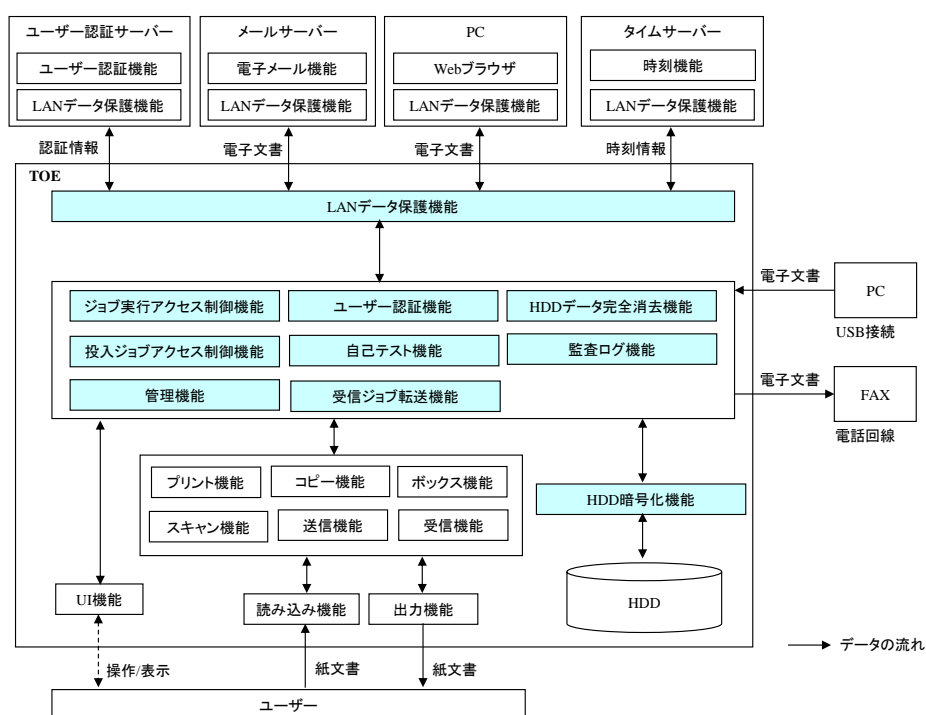 ユーザー認証サーバー
ユーザー認証機能
LANデータ保護機能
メールサーバー
電子メール機能
LANデータ保護機能
PC
Webブラウザ
LANデータ保護機能
タイムサーバー
時刻機能
LANデータ保護機能
認証情報
電子文書
電子文書
時刻情報
TOE
LANデータ保護機能
ジョブ実行アクセス制御機能
ユーザー認証機能
HDDデータ完全消去機能
投入ジョブアクセス制御機能
自己テスト機能
監査ログ機能
管理機能
受信ジョブ転送機能
電子文書
PC
USB接続
電子文書
FAX
電話回線
プリント機能
コピー機能
ボックス機能
スキャン機能
送信機能
受信機能
HDD暗号化機能
HDD
UI機能
読み込み機能
出力機能
データの流れ
操作/表示
紙文書
紙文書
ユーザー